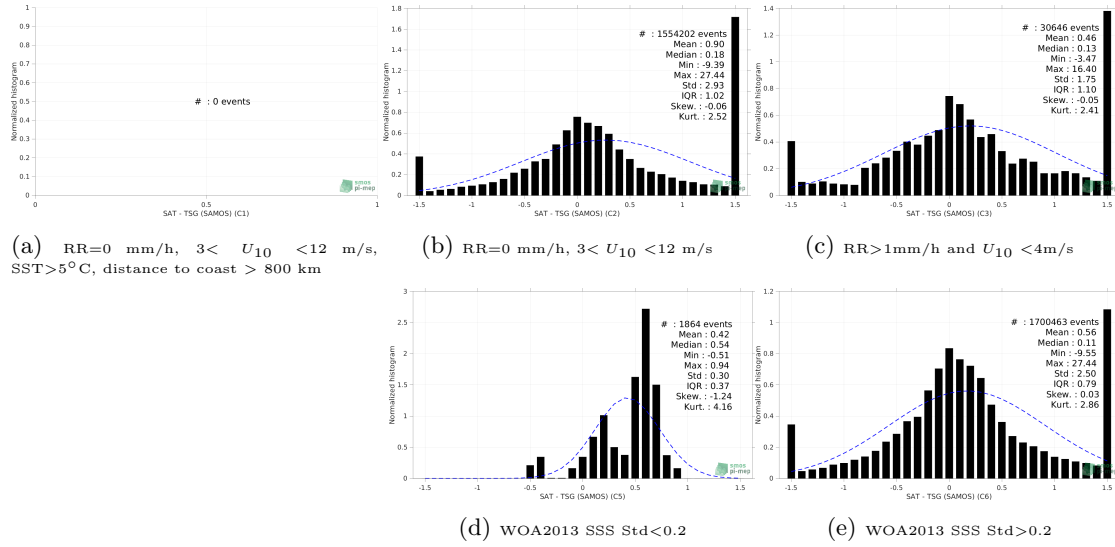 1
0.9
0.8
0.7
0.6
0.5
0.4
0.3
0.2
0.1
0
Normalized histogram
# : 0 events
0 0.5 1
SAT - TSG (SAMOS) (C1)
smos
pi-mep
(a) RR=0 mm/h, 3< U10 <12 m/s,
SST>5°C, distance to coast > 800 km
1.8
1.6
1.4
1.2
1
0.8
0.6
0.4
0.2
0
Normalized histogram
# : 1554202 events
Mean : 0.90
Median : 0.18
Min : -9.39
Max : 27.44
Std : 2.93
IQR : 1.02
Skew. : -0.06
Kurt. : 2.52
-1.5 -1 -0.5 0 0.5 1 1.5
SAT - TSG (SAMOS) (C2)
smos
pi-mep
(b) RR=0 mm/h, 3< U10 <12 m/s
1.4
1.2
1
0.8
0.6
0.4
0.2
0
Normalized histogram
# : 30646 events
Mean : 0.46
Median : 0.13
Min : -3.47
Max : 16.40
Std : 1.75
IQR : 1.10
Skew. : -0.05
Kurt. : 2.41
-1.5 -1 -0.5 0 0.5 1 1.5
SAT - TSG (SAMOS) (C3)
smos
pi-mep
(c) RR>1mm/h and U10 <4m/s
3
2.5
2
1.5
1
0.5
0
Normalized histogram
# : 1864 events
Mean : 0.42
Median : 0.54
Min : -0.51
Max : 0.94
Std : 0.30
IQR : 0.37
Skew. : -1.24
Kurt. : 4.16
-1.5 -1 -0.5 0 0.5 1 1.5
SAT - TSG (SAMOS) (C5)
smos
pi-mep
(d) WOA2013 SSS Std<0.2
1.2
1
0.8
0.6
0.4
0.2
0
Normalized histogram
# : 1700463 events
Mean : 0.56
Median : 0.11
Min : -9.55
Max : 27.44
Std : 2.50
IQR : 0.79
Skew. : 0.03
Kurt. : 2.86
-1.5 -1 -0.5 0 0.5 1 1.5
SAT - TSG (SAMOS) (C6)
smos
pi-mep
(e) WOA2013 SSS Std>0.2